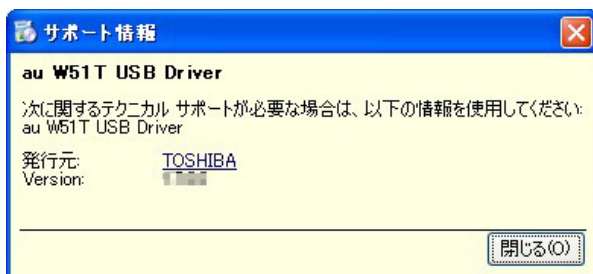 サポート情報
au W51T USB Driver
次に関するテクニカル サポートが必要な場合は、以下の情報を使用してください:
au W51T USB Driver
発行元: TOSHIBA
Version:
閉じる(O)